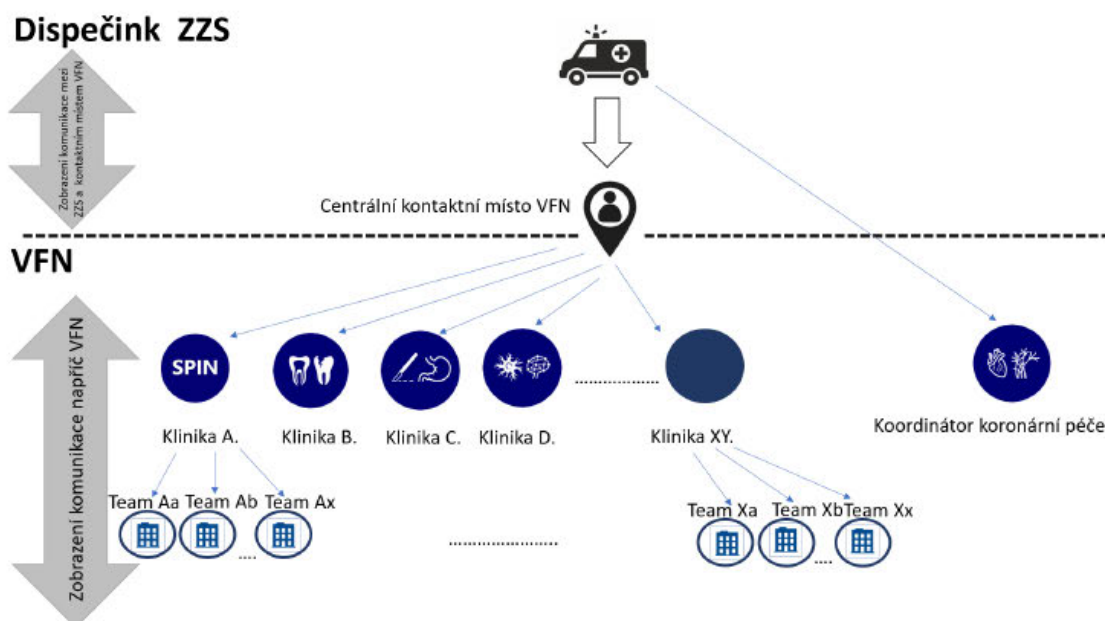 Dispečink ZZS
Zobrazení komunikace mezi
ZZS a kontaktním místem VFN
Centrální kontaktní místo VFN
VFN
Zobrazení komunikace napříč VFN
SPIN
....................
Klinika A.
Klinika B.
Klinika C.
Klinika D.
Klinika XY.
Koordinátor koronární péče
Team Aa
Team Ab
Team Ax
Team Xa
Team Xb
Team Xx
....
.........................
....